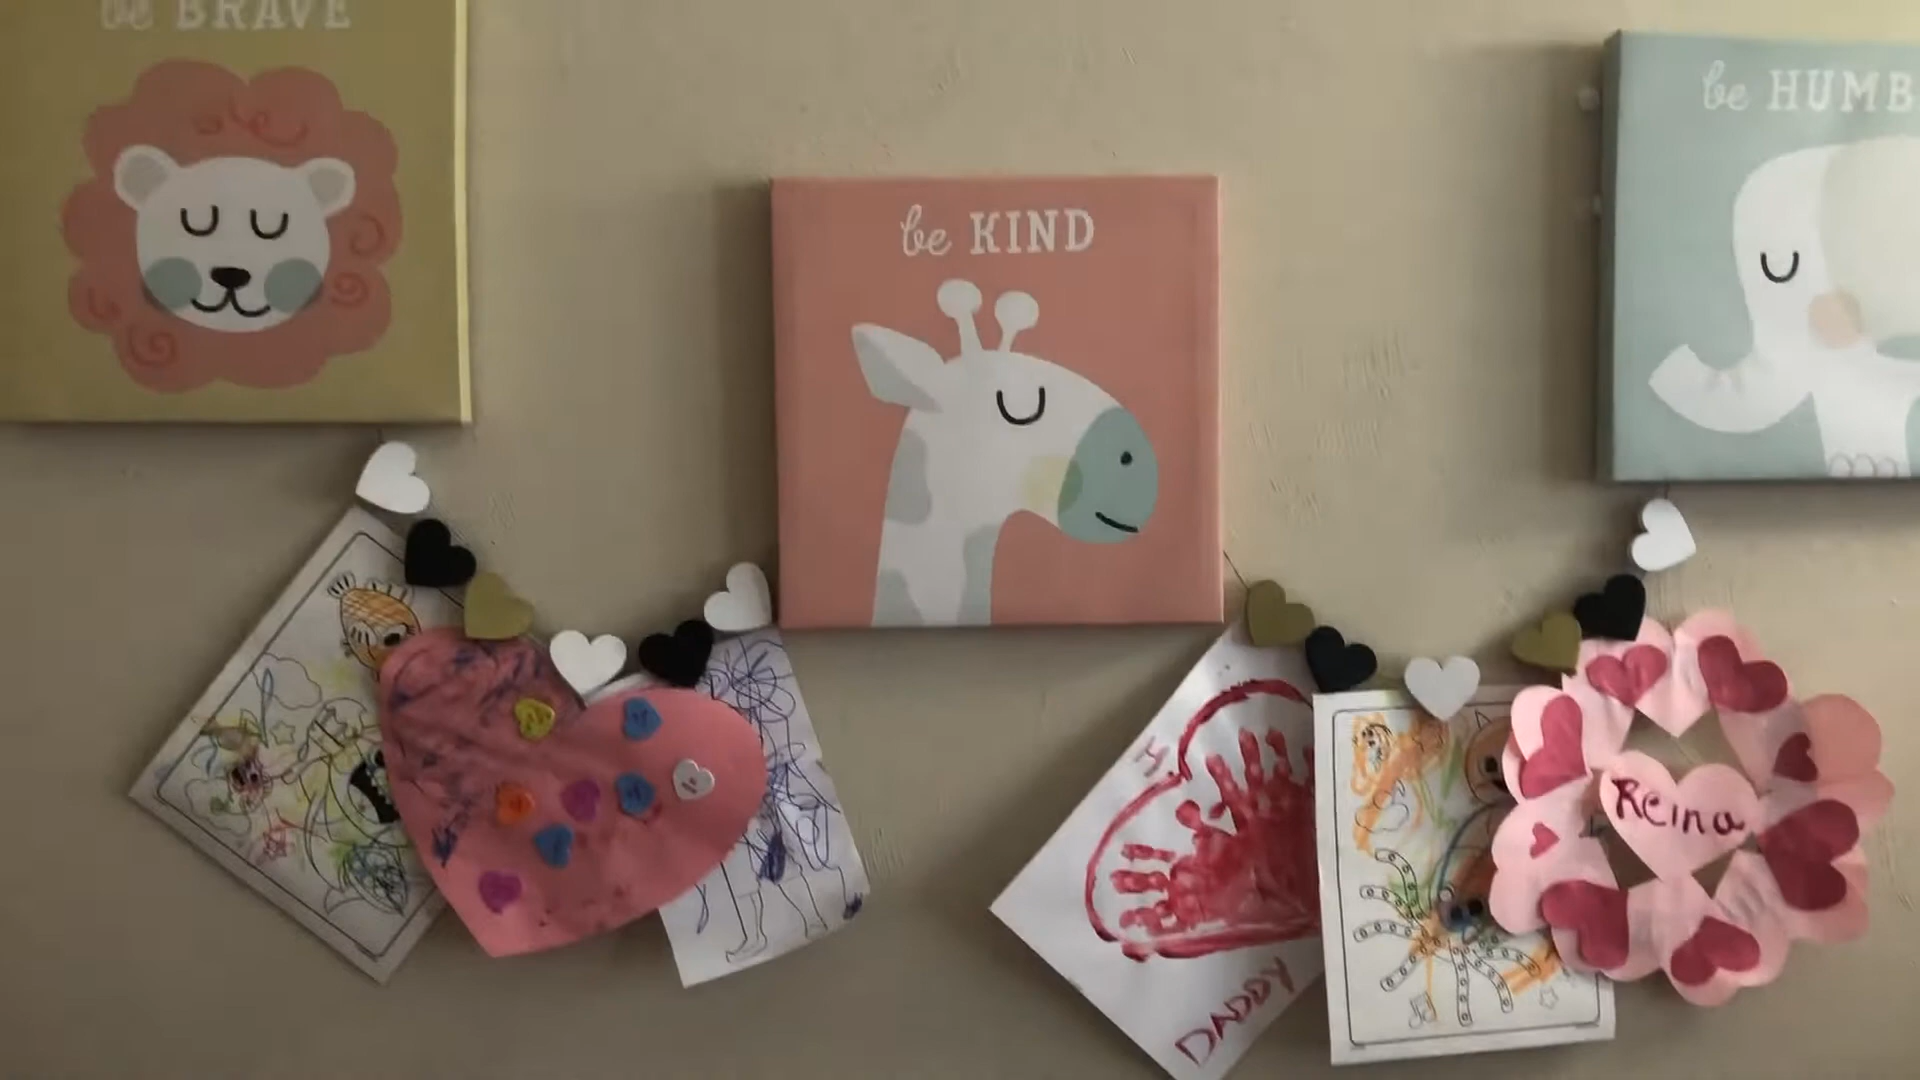 be BRAVE
be KIND
be HUMB
Reina
DADDY